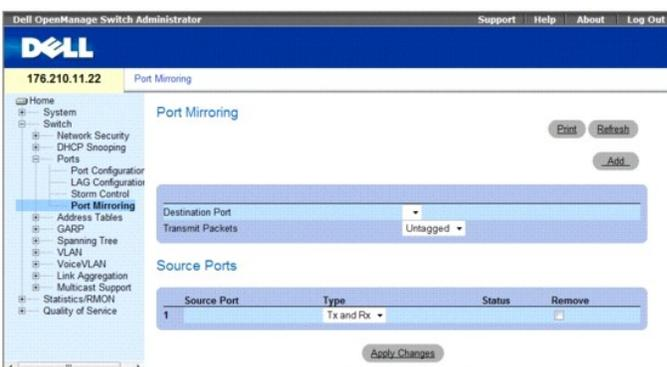 Dell OpenManage Switch Administrator Support Help About Log Out
DELL
176.210.11.22 Port Mirroring
Home
System
Switch
Network Security
DHCP Snooping
Ports
Port Configuration
LAG Configuration
Storm Control
Port Mirroring
Address Tables
GARP
Spanning Tree
VLAN
VoiceVLAN
Link Aggregation
Multicast Support
Statistics/RMON
Quality of Service
Port Mirroring
Print Refresh
Add
Destination Port
Transmit Packets Untagged
Source Ports
Source Port Type Status Remove
1 Tx and Rx
Apply Changes